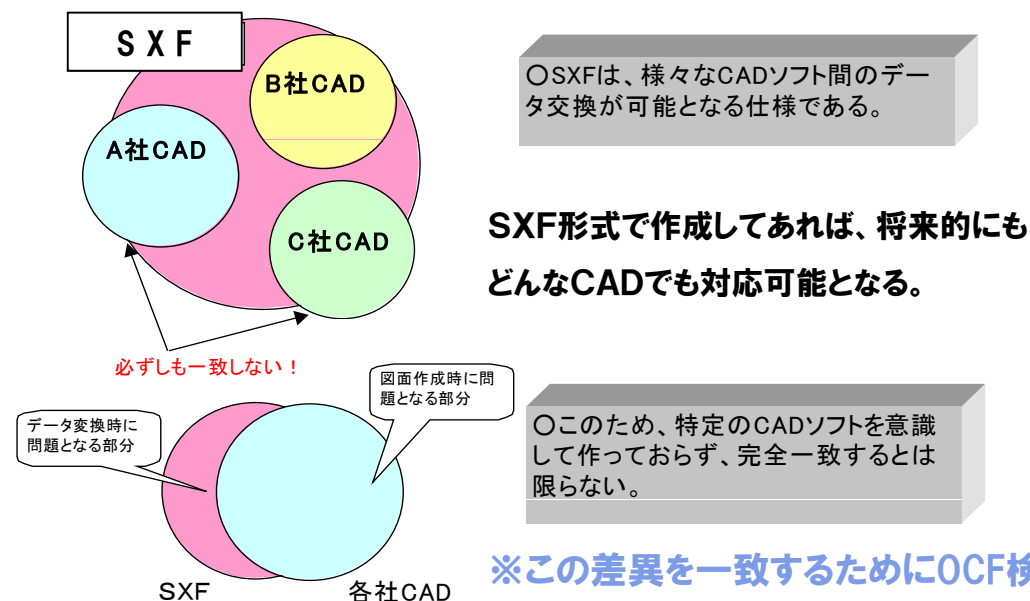 SXF
B社CAD
A社CAD
C社CAD
必ずしも一致しない！
〇SXFは、様々なCADソフト間のデー
タ交換が可能となる仕様である。
SXF形式で作成してあれば、将来的にも
どんなCADでも対応可能となる。
データ変換時に
問題となる部分
図面作成時に問
題となる部分
SXF
各社CAD
〇このため、特定のCADソフトを意識
して作っておらず、完全一致するとは
限らない。
※この差異を一致するためにOCF検